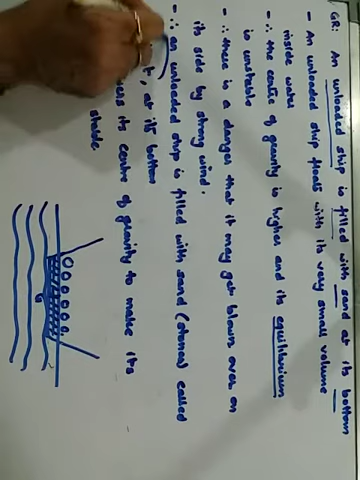 GR: An unloaded ship is filled with sand at its bottom
- An unloaded ship floats with its very small volume
inside water
- ∴ the centre of gravity is higher and its equilibrium
is unstable
- ∴ there is a danger that it may get blown over on
its side by strong wind.
- ∴ an unloaded ship is filled with sand (stones) called
at its bottom
its centre of gravity to make its
stable
G